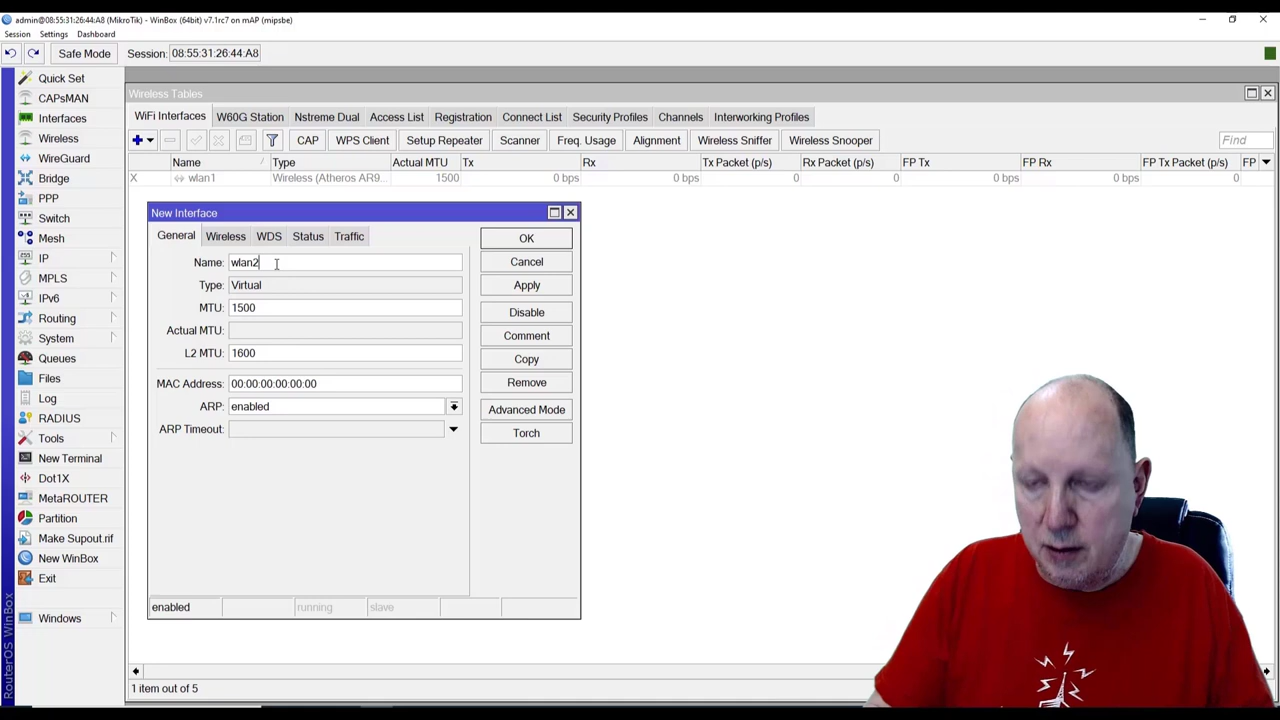 admin@08:55:31:26:44:A8 (MikroTik) - WinBox (64bit) v7.1rc7 on mAP (mipsbe)
Session Settings Dashboard
Safe Mode Session: 08:55:31:26:44:A8
Quick Set
CAPsMAN
Interfaces
Wireless
WireGuard
Bridge
PPP
Switch
Mesh
IP
MPLS
IPv6
Routing
System
Queues
Files
Log
RADIUS
Tools
New Terminal
Dot1X
MetaROUTER
Partition
Make Supout.rif
New WinBox
Exit
Windows
RouterOS WinBox
Wireless Tables
WiFi Interfaces W60G Station Nstreme Dual Access List Registration Connect List Security Profiles Channels Interworking Profiles
CAP WPS Client Setup Repeater Scanner Freq. Usage Alignment Wireless Sniffer Wireless Snooper Find
Name Type Actual MTU Tx Rx Tx Packet (p/s) Rx Packet (p/s) FP Tx FP Rx FP Tx Packet (p/s) FP
X wlan1 Wireless (Atheros AR9... 1500 0 bps 0 bps 0 0 0 bps 0 bps 0
New Interface
General Wireless WDS Status Traffic
Name: wlan2
Type: Virtual
MTU: 1500
Actual MTU:
L2 MTU: 1600
MAC Address: 00:00:00:00:00:00
ARP: enabled
ARP Timeout:
OK
Cancel
Apply
Disable
Comment
Copy
Remove
Advanced Mode
Torch
enabled running slave
1 item out of 5